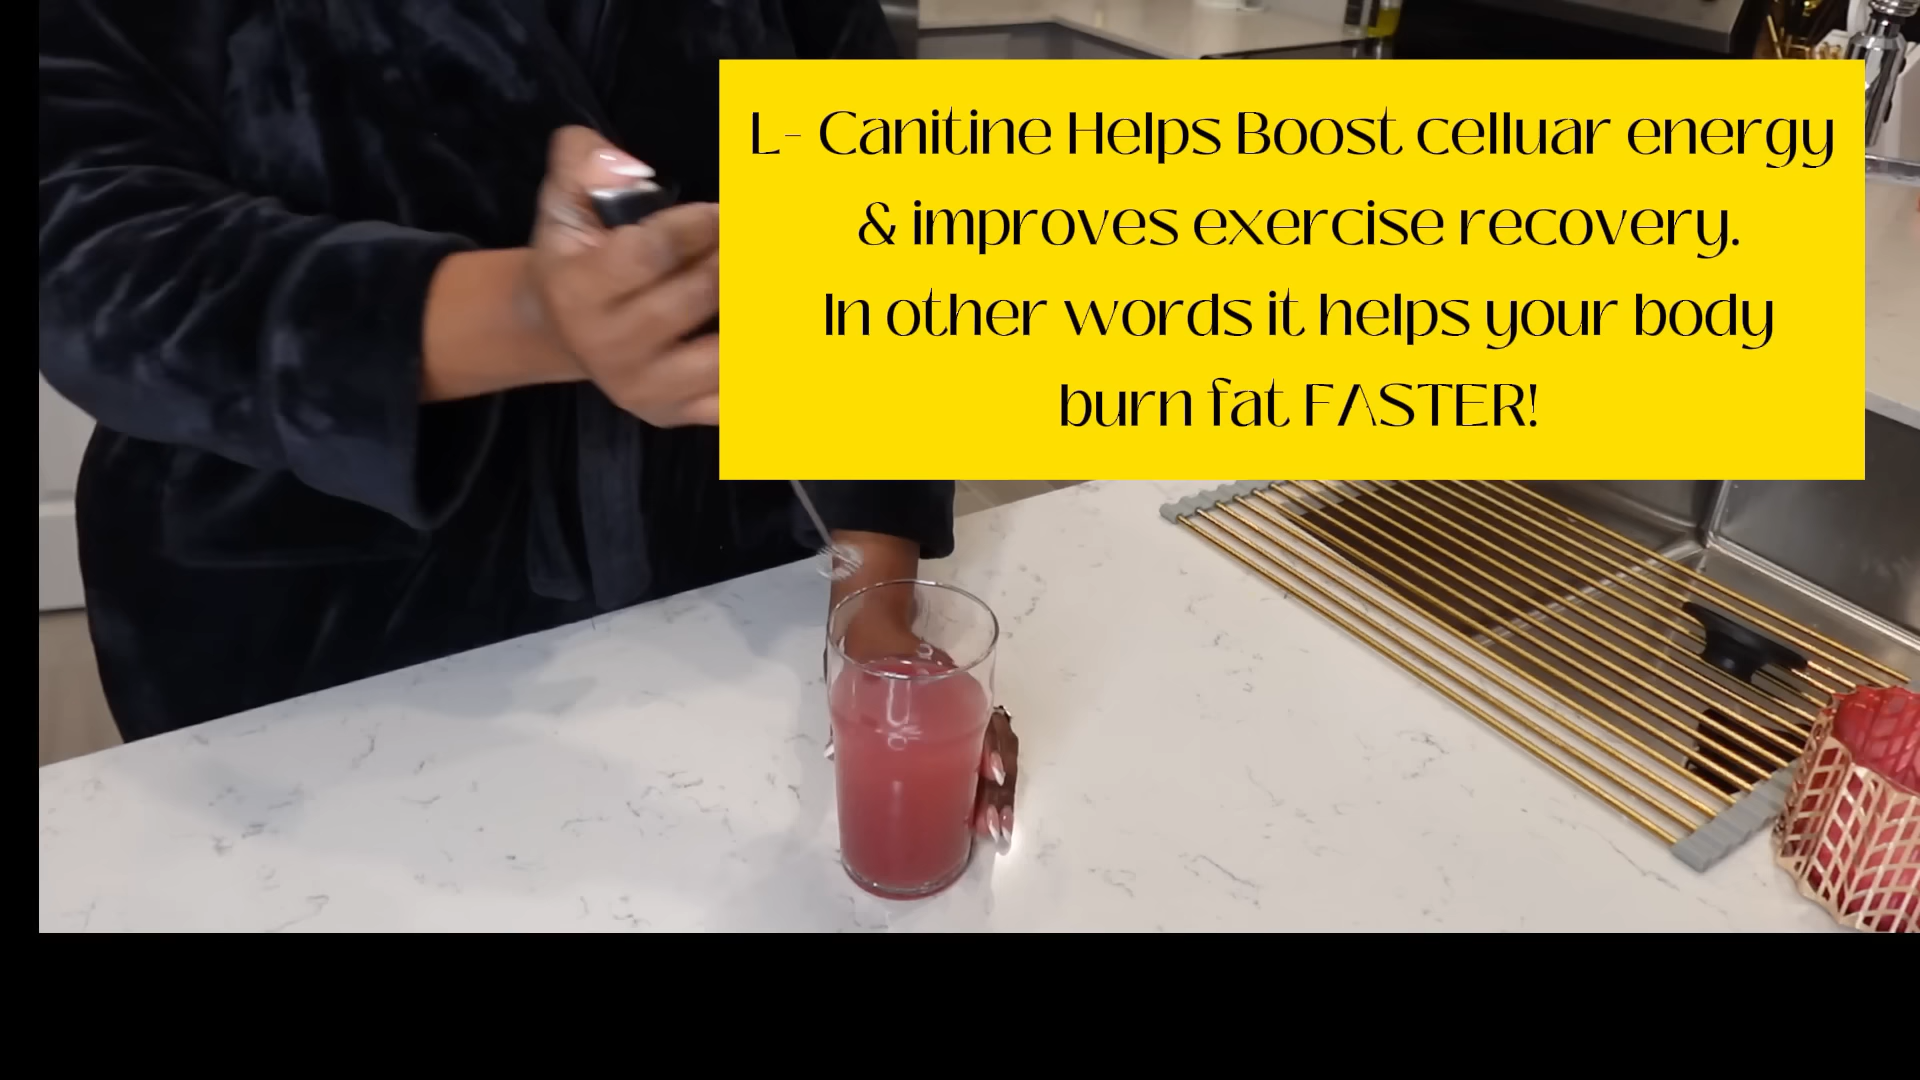 L- Canitine Helps Boost celluar energy
& improves exercise recovery.
In other words it helps your body
burn fat FASTER!